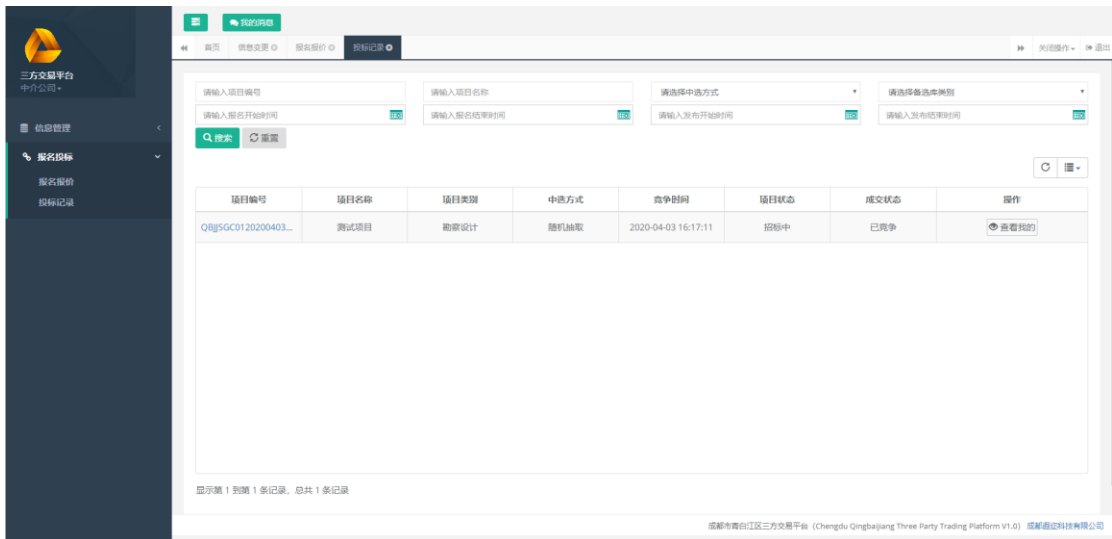 我的消息
首页 信息变更 报名报价 投标记录 关闭操作 退出
三方交易平台
中介公司
信息管理
报名投标
报名报价
投标记录
请输入项目编号 请输入项目名称 请选择中选方式 请选择备选库类别
请输入报名开始时间 请输入报名结束时间 请输入发布开始时间 请输入发布结束时间
搜索 重置
项目编号 项目名称 项目类别 中选方式 竞争时间 项目状态 成交状态 操作
QBJJSGC0120200403... 测试项目 勘察设计 随机抽取 2020-04-03 16:17:11 招标中 已竞争 查看我的
显示第 1 到第 1 条记录，总共 1 条记录
成都市青白江区三方交易平台（Chengdu Qingbaijiang Three Party Trading Platform V1.0）